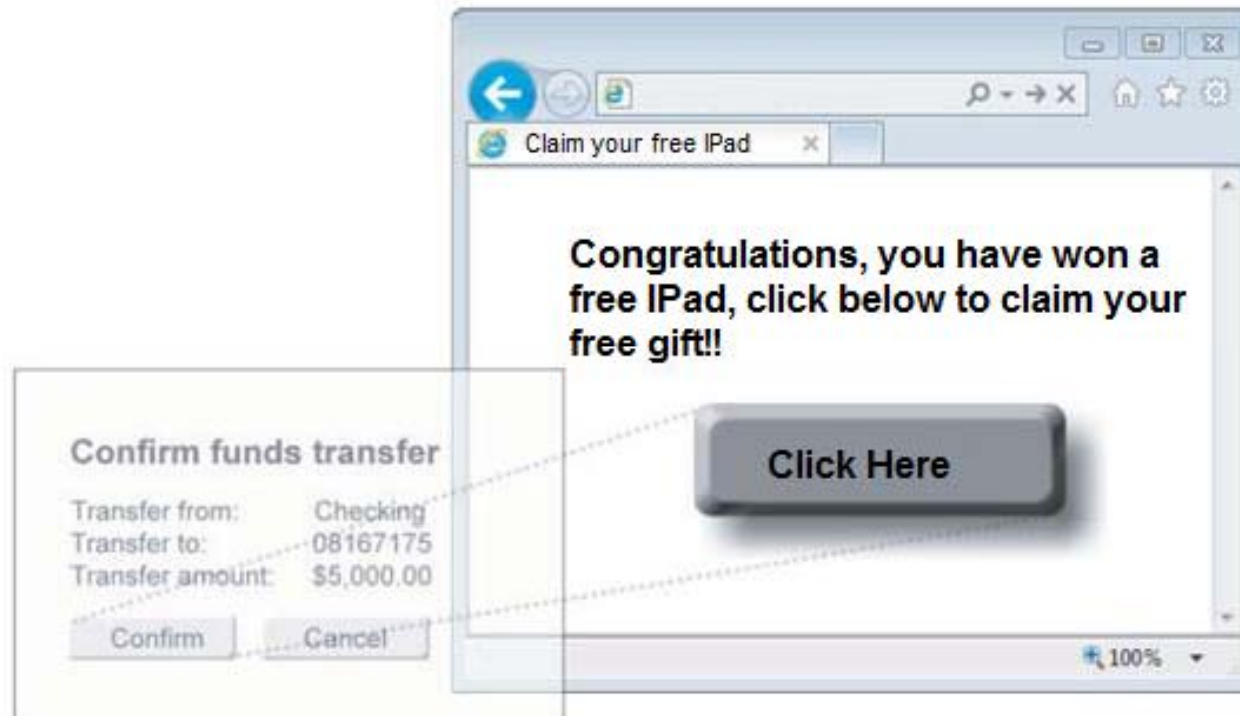 Claim your free IPad
Congratulations, you have won a
free IPad, click below to claim your
free gift!!
Click Here
Confirm funds transfer
Transfer from: Checking
Transfer to: 08167175
Transfer amount: $5,000.00
Confirm Cancel
100%